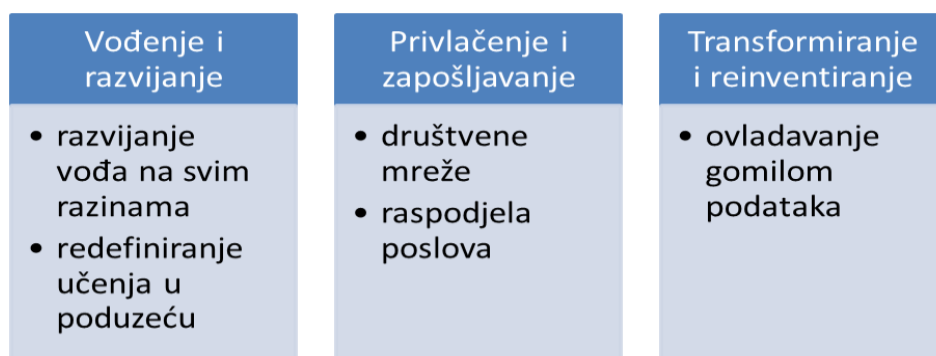 Vođenje i
razvijanje
• razvijanje
vođa na svim
razinama
• redefiniranje
učenja u
poduzeću
Privlačenje i
zapošljavanje
• društvene
mreže
• raspodjela
poslova
Transformiranje
i reinventiranje
• ovladavanje
gomilom
podataka